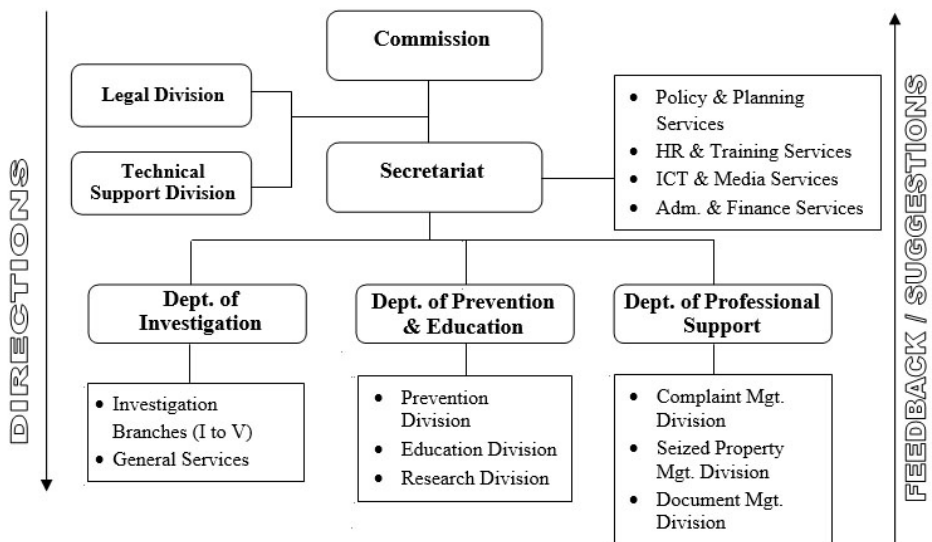 Commission
Legal Division
Technical
Support Division
Secretariat
• Policy & Planning
Services
• HR & Training Services
• ICT & Media Services
• Adm. & Finance Services
Dept. of
Investigation
Dept. of Prevention
& Education
Dept. of Professional
Support
• Investigation
Branches (I to V)
• General Services
• Prevention
Division
• Education Division
• Research Division
• Complaint Mgt.
Division
• Seized Property
Mgt. Division
• Document Mgt.
Division
DIRECTIONS
FEEDBACK / SUGGESTIONS